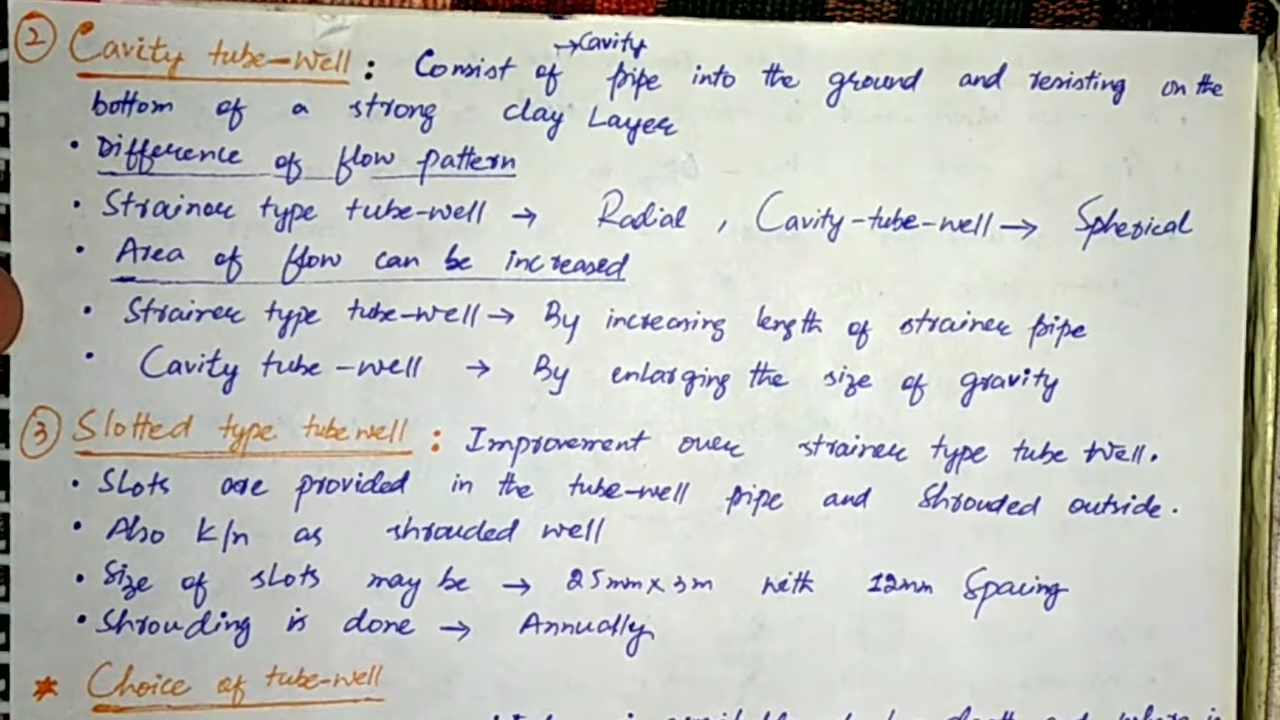 ② Cavity tube-well : Consist of →Cavity pipe into the ground and resisting on the
bottom of a strong clay Layer
• Difference of flow pattern
• Strainer type tube-well → Radial , Cavity-tube-well → Spherical
• Area of flow can be increased
• Strainer type tube-well → By increasing length of strainer pipe
• Cavity tube-well → By enlarging the size of gravity
③ Slotted type tubewell : Improvement over strainer type tube well.
• Slots are provided in the tube-well pipe and Shrouded outside.
• Also k/n as shrouded well
• Size of slots may be → 25mm x 3m with 12mm Spacing
• Shrouding is done → Annually
* Choice of tube-well